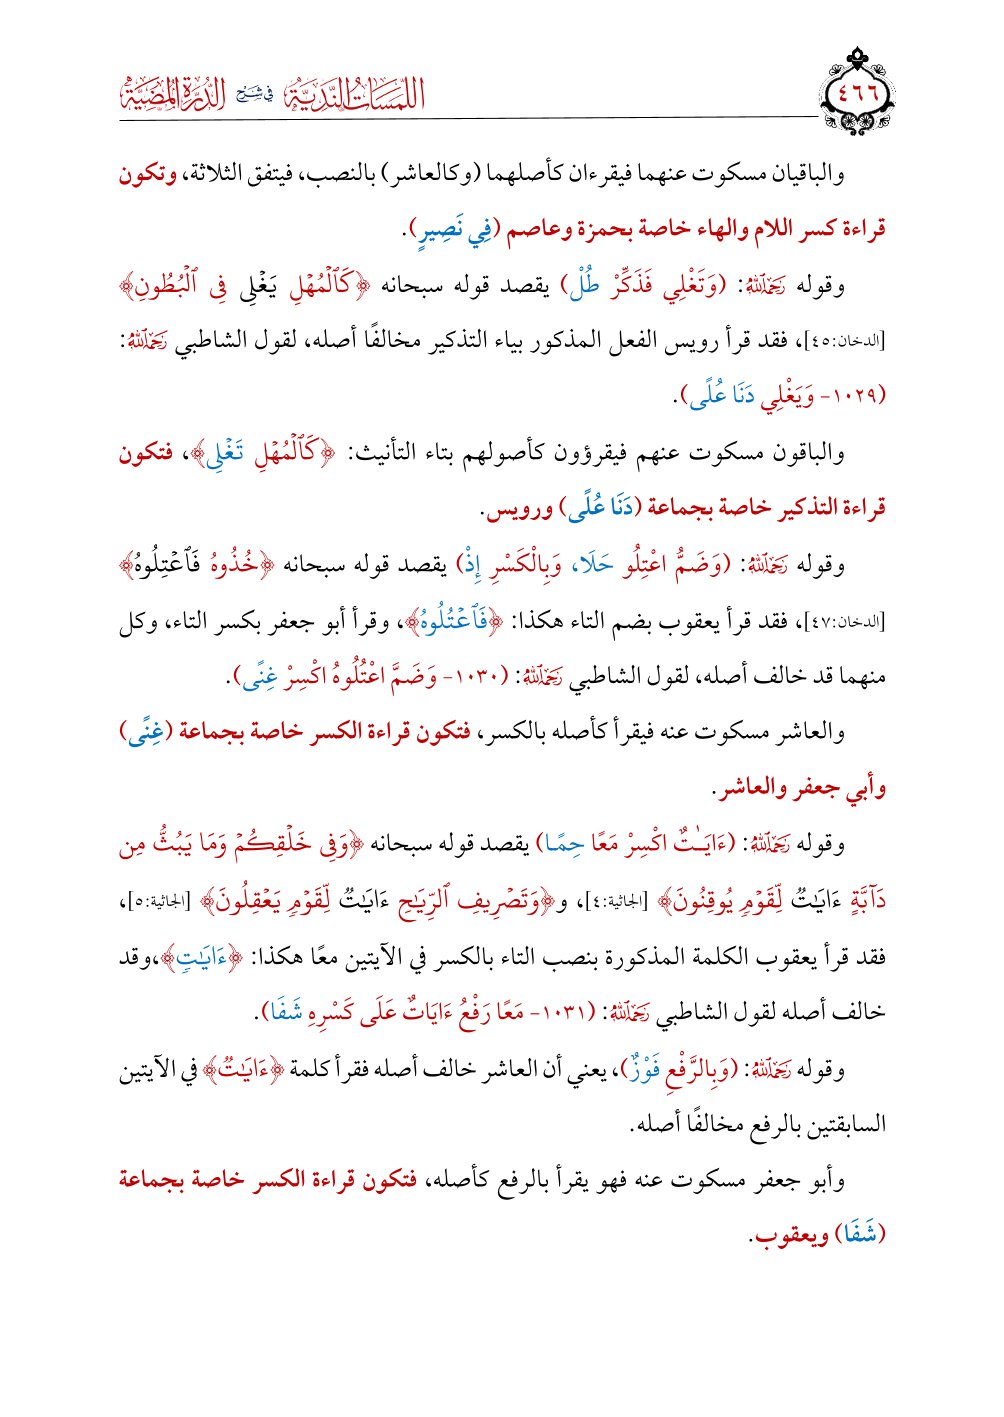 ٤٦٦
اللمسات الندية في شرح الدرة المضية
والباقيان مسكوت عنهما فيقرءان كأصلهما (وكالعاشر) بالنصب، فيتفق الثلاثة، وتكون
قراءة كسر اللام والهاء خاصة بحمزة وعاصم (فِي نَصِيرٍ).
وقوله رَحِمَهُ ٱللَّهُ: (وَتَغْلِي فَذَكِّرْ طُلْ) يقصد قوله سبحانه ﴿كَٱلۡمُهۡلِ يَغۡلِى فِى ٱلۡبُطُونِ﴾
[الدخان:٤٥]، فقد قرأ رويس الفعل المذكور بياء التذكير مخالفًا أصله، لقول الشاطبي رَحِمَهُ ٱللَّهُ:
(١٠٢٩- وَيَغْلِي دَنَا عُلًى).
والباقون مسكوت عنهم فيقرؤون كأصولهم بتاء التأنيث: ﴿كَٱلۡمُهۡلِ تَغۡلِى﴾، فتكون
قراءة التذكير خاصة بجماعة (دَنَا عُلًى) ورويس.
وقوله رَحِمَهُ ٱللَّهُ: (وَضَمُّ اعْتِلُو حَلَا، وَبِالْكَسْرِ إِذْ) يقصد قوله سبحانه ﴿خُذُوهُ فَٱعۡتِلُوهُ﴾
[الدخان:٤٧]، فقد قرأ يعقوب بضم التاء هكذا: ﴿فَٱعۡتُلُوهُ﴾، وقرأ أبو جعفر بكسر التاء، وكل
منهما قد خالف أصله، لقول الشاطبي رَحِمَهُ ٱللَّهُ: (١٠٣٠- وَضَمَّ اعْتُلُوهُ اكْسِرْ غِنًى).
والعاشر مسكوت عنه فيقرأ كأصله بالكسر، فتكون قراءة الكسر خاصة بجماعة (غِنًى)
وأبي جعفر والعاشر.
وقوله رَحِمَهُ ٱللَّهُ: (ءَايَـٰتٌ اكْسِرْ مَعًا حِمًـا) يقصد قوله سبحانه ﴿وَفِى خَلۡقِكُمۡ وَمَا يَبُثُّ مِن
دَآبَّةٍ ءَايَٰتٞ لِّقَوۡمٖ يُوقِنُونَ﴾ [الجاثية:٤]، و﴿وَتَصۡرِيفِ ٱلرِّيَٰحِ ءَايَٰتٞ لِّقَوۡمٖ يَعۡقِلُونَ﴾ [الجاثية:٥]،
فقد قرأ يعقوب الكلمة المذكورة بنصب التاء بالكسر في الآيتين معًا هكذا: ﴿ءَايَٰتٖ﴾،وقد
خالف أصله لقول الشاطبي رَحِمَهُ ٱللَّهُ: (١٠٣١- مَعًا رَفْعُ ءَايَاتٌ عَلَى كَسْرِهِ شَفَا).
وقوله رَحِمَهُ ٱللَّهُ: (وَبِالرَّفْعِ فَوْزٌ)، يعني أن العاشر خالف أصله فقرأ كلمة ﴿ءَايَٰتٞ﴾ في الآيتين
السابقتين بالرفع مخالفًا أصله.
وأبو جعفر مسكوت عنه فهو يقرأ بالرفع كأصله، فتكون قراءة الكسر خاصة بجماعة
(شَفَا) ويعقوب.